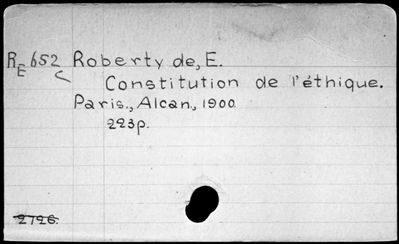 RE 652 Roberty de, E.
C Constitution de l'éthique.
Paris., Alcan., 1900.
223p.
2726.